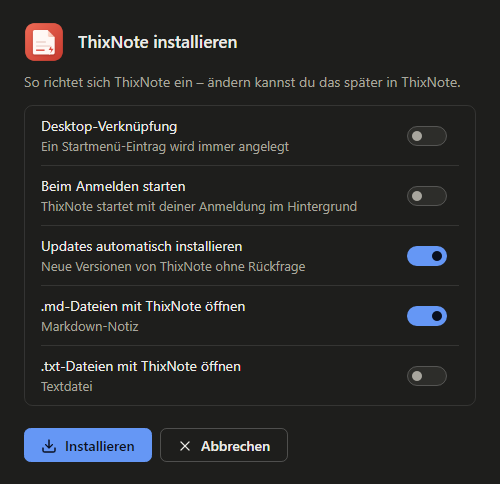 ThixNote installieren
So richtet sich ThixNote ein – ändern kannst du das später in ThixNote.
Desktop-Verknüpfung
Ein Startmenü-Eintrag wird immer angelegt
Beim Anmelden starten
ThixNote startet mit deiner Anmeldung im Hintergrund
Updates automatisch installieren
Neue Versionen von ThixNote ohne Rückfrage
.md-Dateien mit ThixNote öffnen
Markdown-Notiz
.txt-Dateien mit ThixNote öffnen
Textdatei
Installieren
Abbrechen